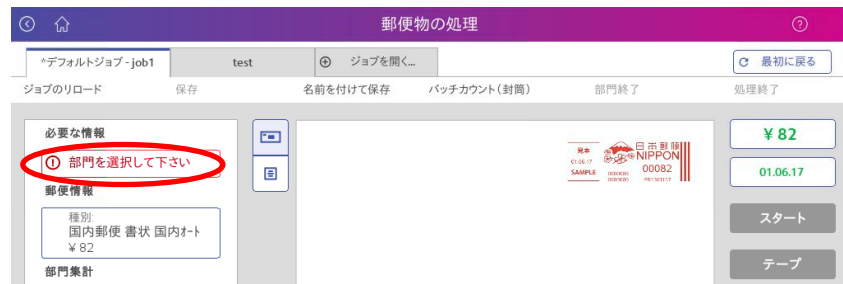 郵便物の処理
*デフォルトジョブ - job1
test
ジョブを開く...
最初に戻る
ジョブのリロード
保存
名前を付けて保存
バッチカウント(封筒)
部門終了
処理終了
必要な情報
部門を選択して下さい
郵便情報
種別:
国内郵便 書状 国内オート
¥ 82
部門集計
見本
01.06.17
SAMPLE
日本郵便
NIPPON
00082
¥ 82
01.06.17
スタート
テープ